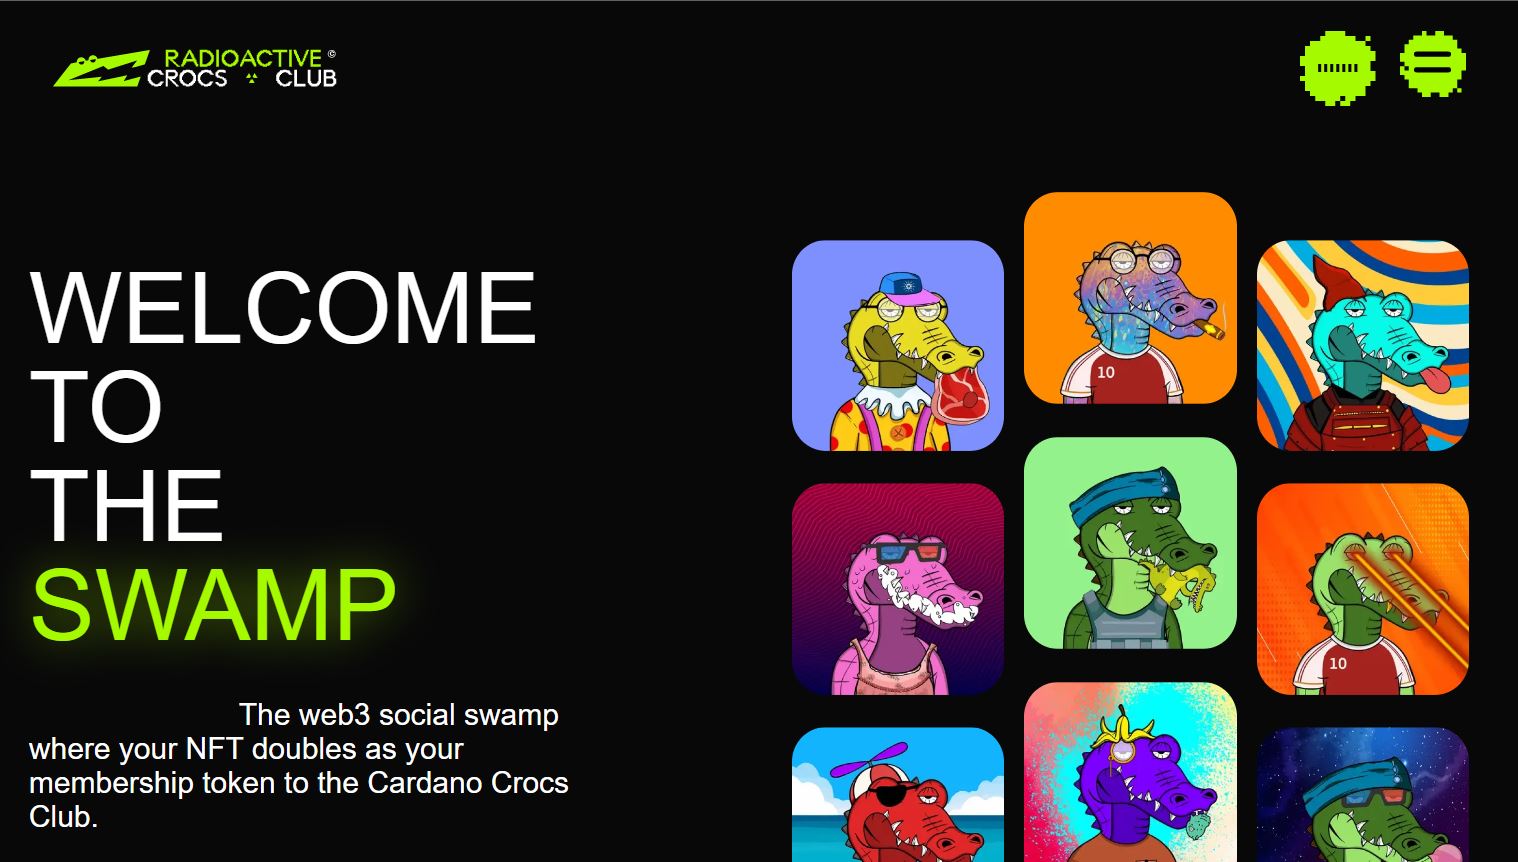 RADIOACTIVE ©
CROCS CLUB
WELCOME
TO
THE
SWAMP
The web3 social swamp
where your NFT doubles as your
membership token to the Cardano Crocs
Club.
10
10